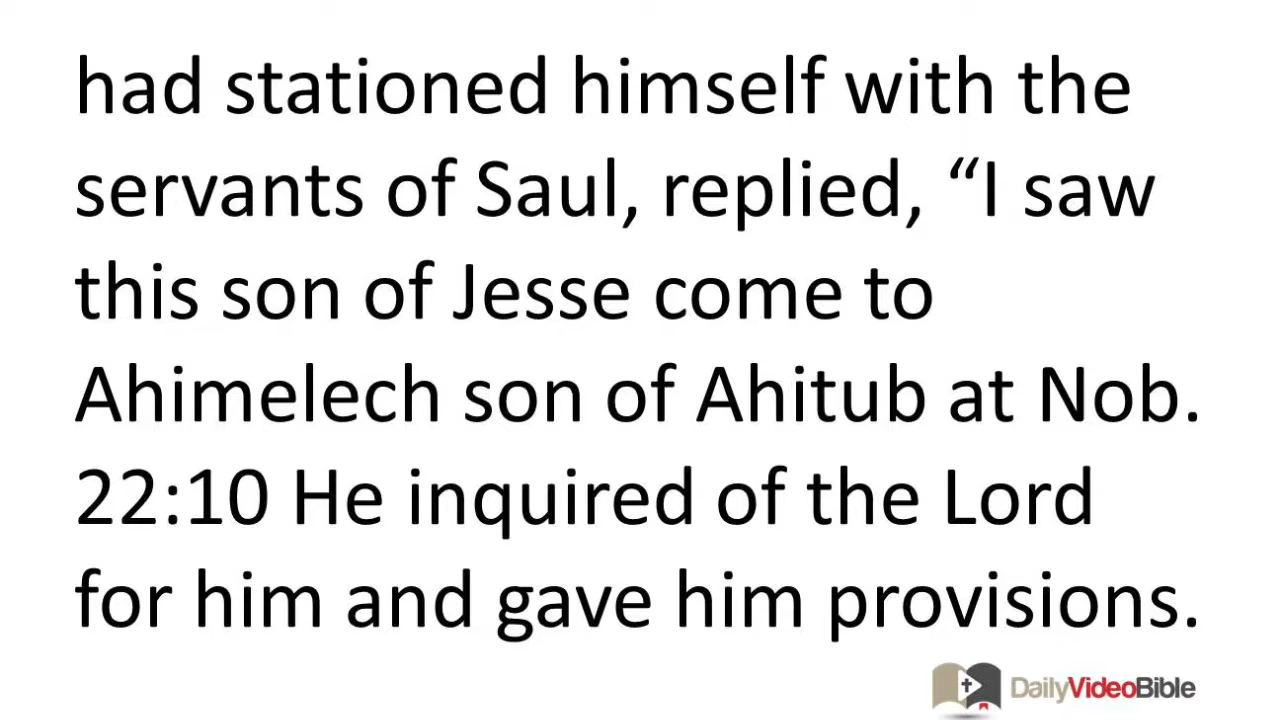 had stationed himself with the
servants of Saul, replied, “I saw
this son of Jesse come to
Ahimelech son of Ahitub at Nob.
22:10 He inquired of the Lord
for him and gave him provisions.
DailyVideoBible